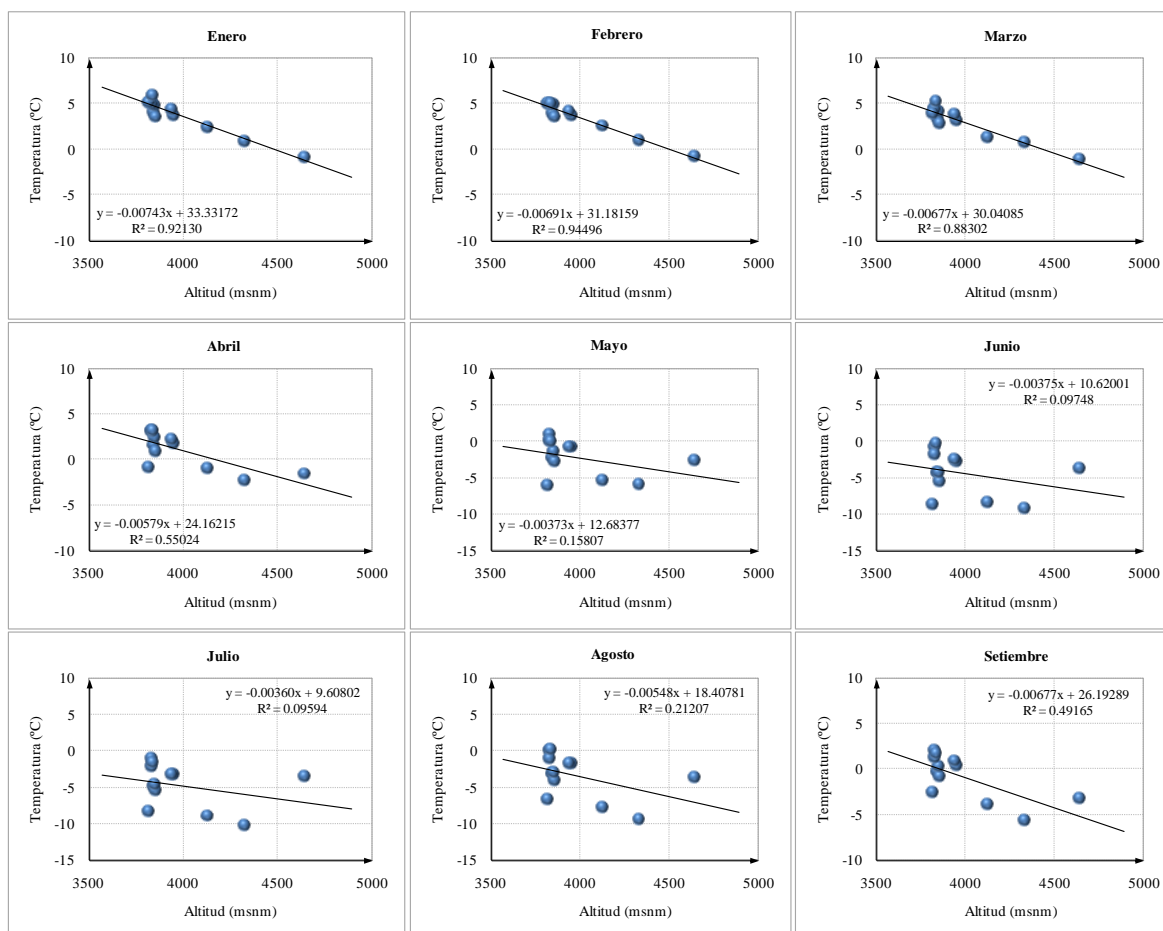 Enero
10
5
0
-5
-10
Temperatura (ºC)
y = -0.00743x + 33.33172
R² = 0.92130
3500 4000 4500 5000
Altitud (msnm)
Febrero
10
5
0
-5
-10
Temperatura (ºC)
y = -0.00691x + 31.18159
R² = 0.94496
3500 4000 4500 5000
Altitud (msnm)
Marzo
10
5
0
-5
-10
Temperatura (ºC)
y = -0.00677x + 30.04085
R² = 0.88302
3500 4000 4500 5000
Altitud (msnm)
Abril
10
5
0
-5
-10
Temperatura (ºC)
y = -0.00579x + 24.16215
R² = 0.55024
3500 4000 4500 5000
Altitud (msnm)
Mayo
10
5
0
-5
-10
-15
Temperatura (ºC)
y = -0.00373x + 12.68377
R² = 0.15807
3500 4000 4500 5000
Altitud (msnm)
Junio
10
5
0
-5
-10
-15
Temperatura (ºC)
y = -0.00375x + 10.62001
R² = 0.09748
3500 4000 4500 5000
Altitud (msnm)
Julio
10
5
0
-5
-10
-15
Temperatura (ºC)
y = -0.00360x + 9.60802
R² = 0.09594
3500 4000 4500 5000
Altitud (msnm)
Agosto
10
5
0
-5
-10
-15
Temperatura (ºC)
y = -0.00548x + 18.40781
R² = 0.21207
3500 4000 4500 5000
Altitud (msnm)
Setiembre
10
5
0
-5
-10
Temperatura (ºC)
y = -0.00677x + 26.19289
R² = 0.49165
3500 4000 4500 5000
Altitud (msnm)